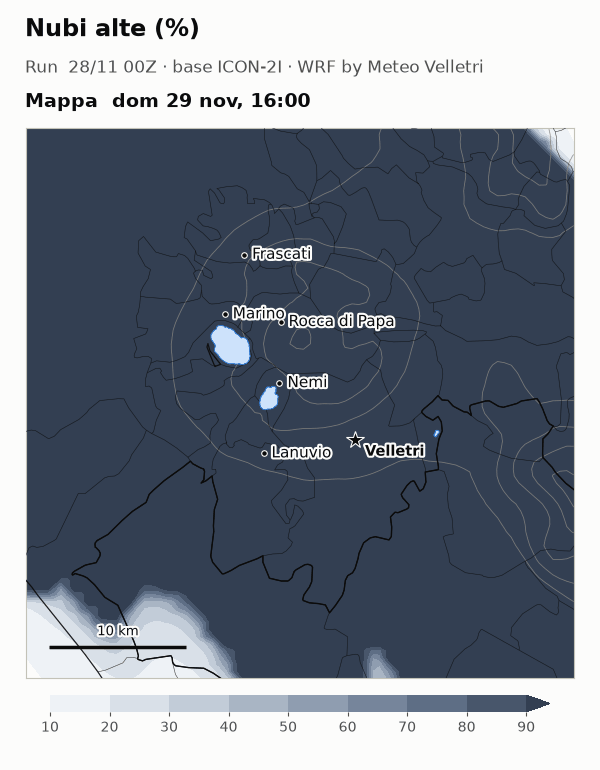 Nubi alte (%)
Run  28/11 00Z · base ICON-2I · WRF by Meteo Velletri
Mappa  dom 29 nov, 16:00
Frascati
Marino
Rocca di Papa
Nemi
Velletri
Lanuvio
10 km
10 20 30 40 50 60 70 80 90